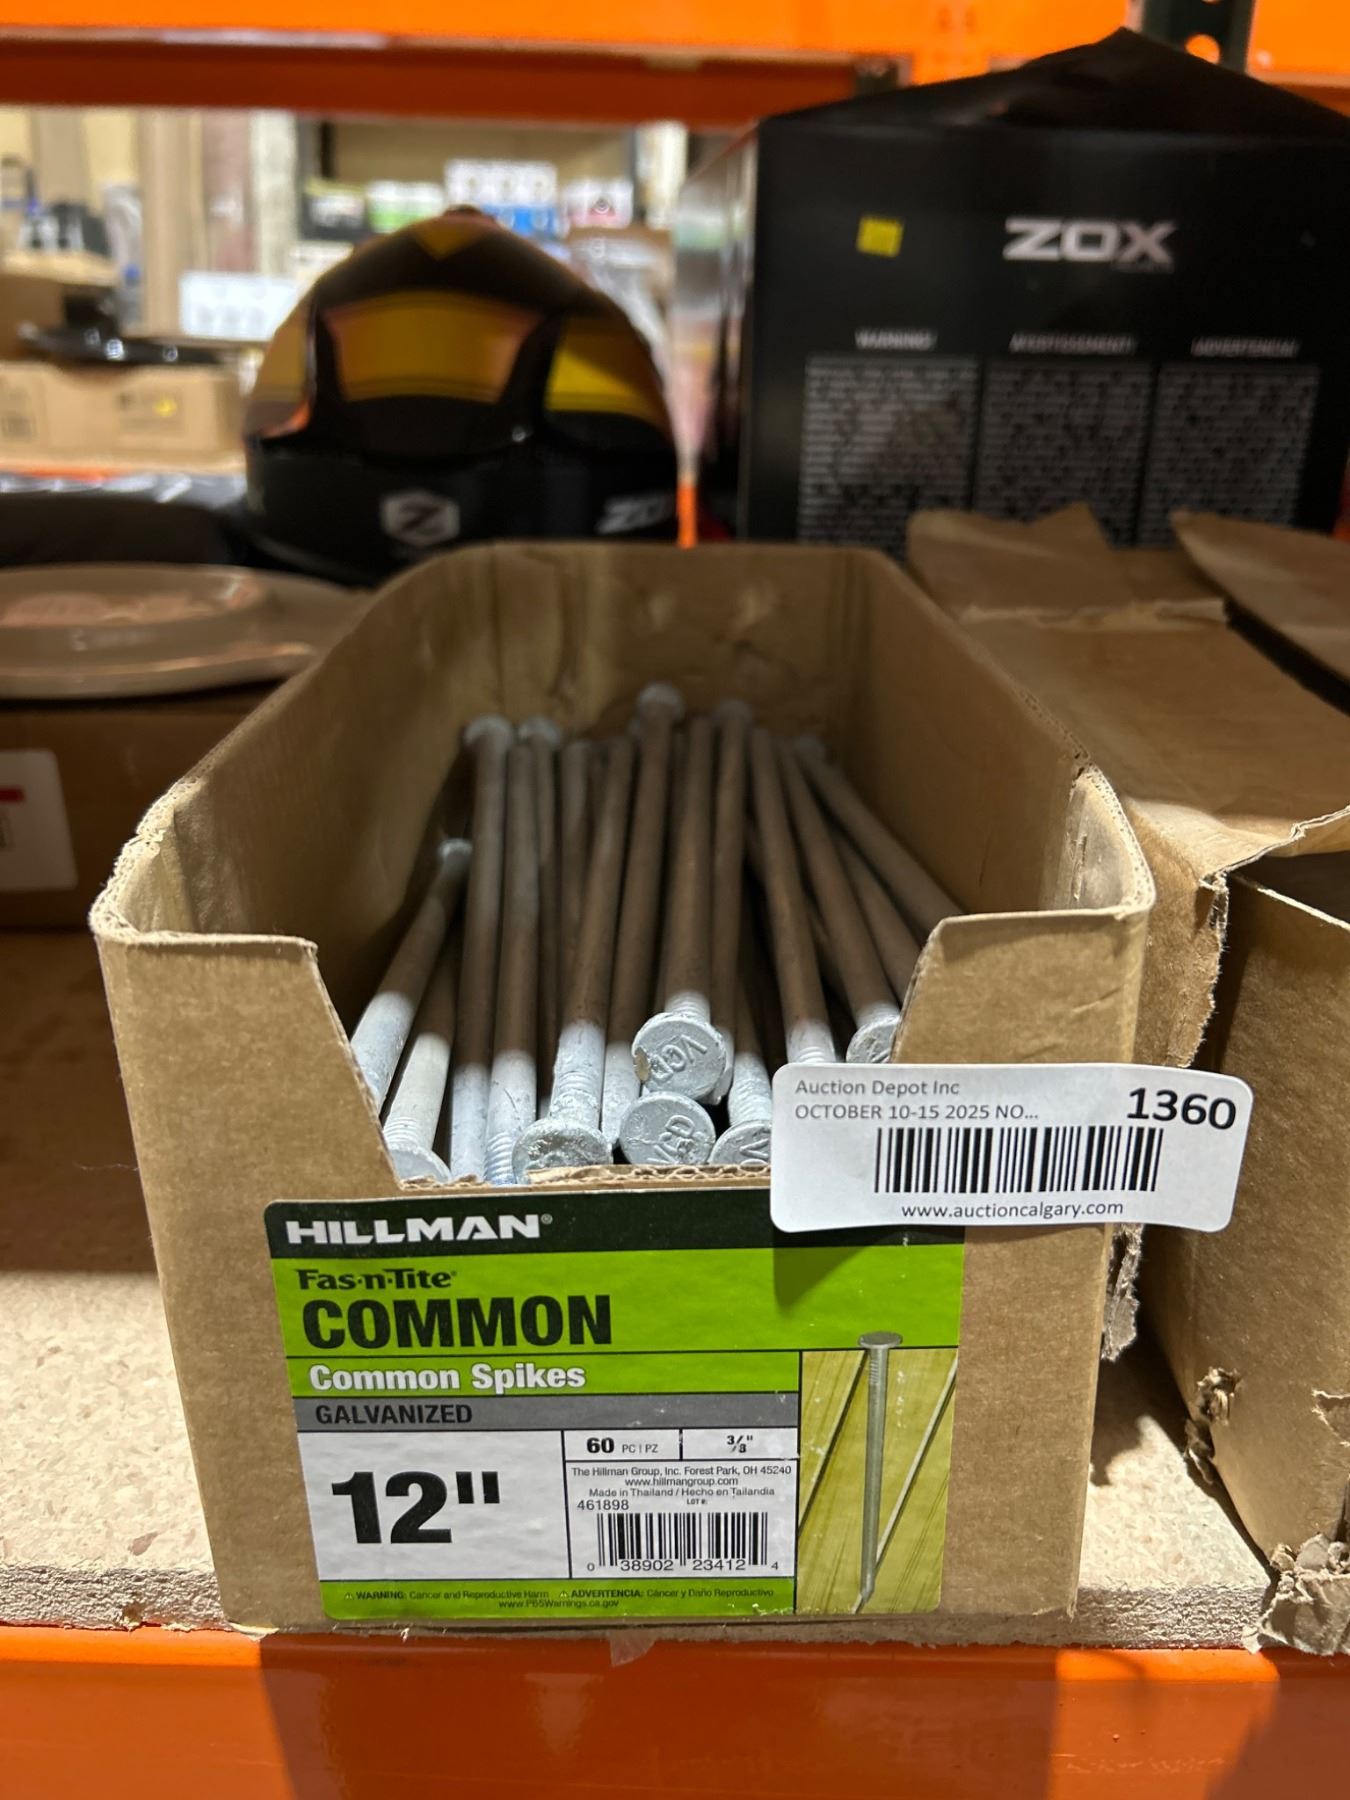 ZOX
WARNING!
ADVERTENCIA!
ZOX
VGD
VGD
Auction Depot Inc
OCTOBER 10-15 2025 NO...
1360
www.auctioncalgary.com
HILLMAN®
Fas·n·Tite®
COMMON
Common Spikes
GALVANIZED
12"
60 PC | PZ
3/8"
The Hillman Group, Inc. Forest Park, OH 45240
www.hillmangroup.com
Made in Thailand / Hecho en Tailandia
461898
LOT #:
0 38902 23412 4
⚠ WARNING: Cancer and Reproductive Harm ⚠ ADVERTENCIA: Cáncer y Daño Reproductivo
www.P65Warnings.ca.gov